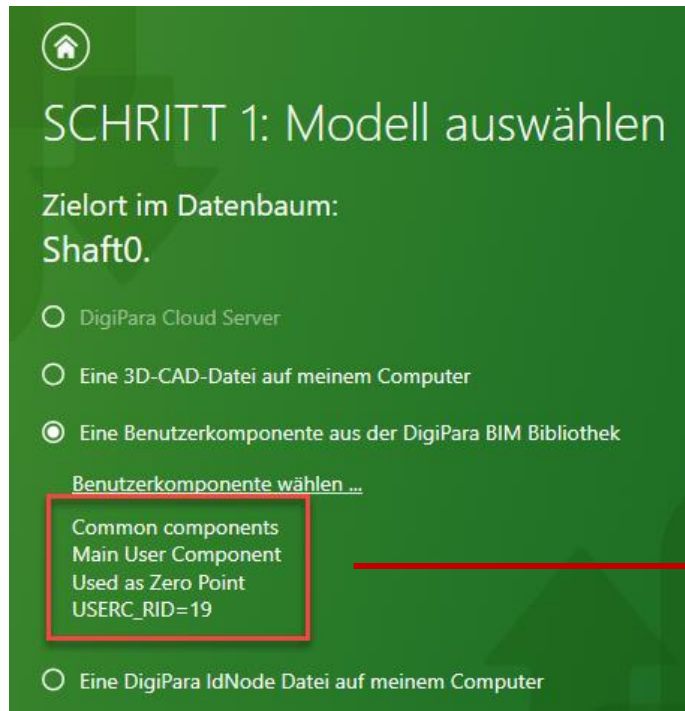 SCHRITT 1: Modell auswählen
Zielort im Datenbaum:
Shaft0.
DigiPara Cloud Server
Eine 3D-CAD-Datei auf meinem Computer
Eine Benutzerkomponente aus der DigiPara BIM Bibliothek
Benutzerkomponente wählen ...
Common components
Main User Component
Used as Zero Point
USERC_RID=19
Eine DigiPara IdNode Datei auf meinem Computer